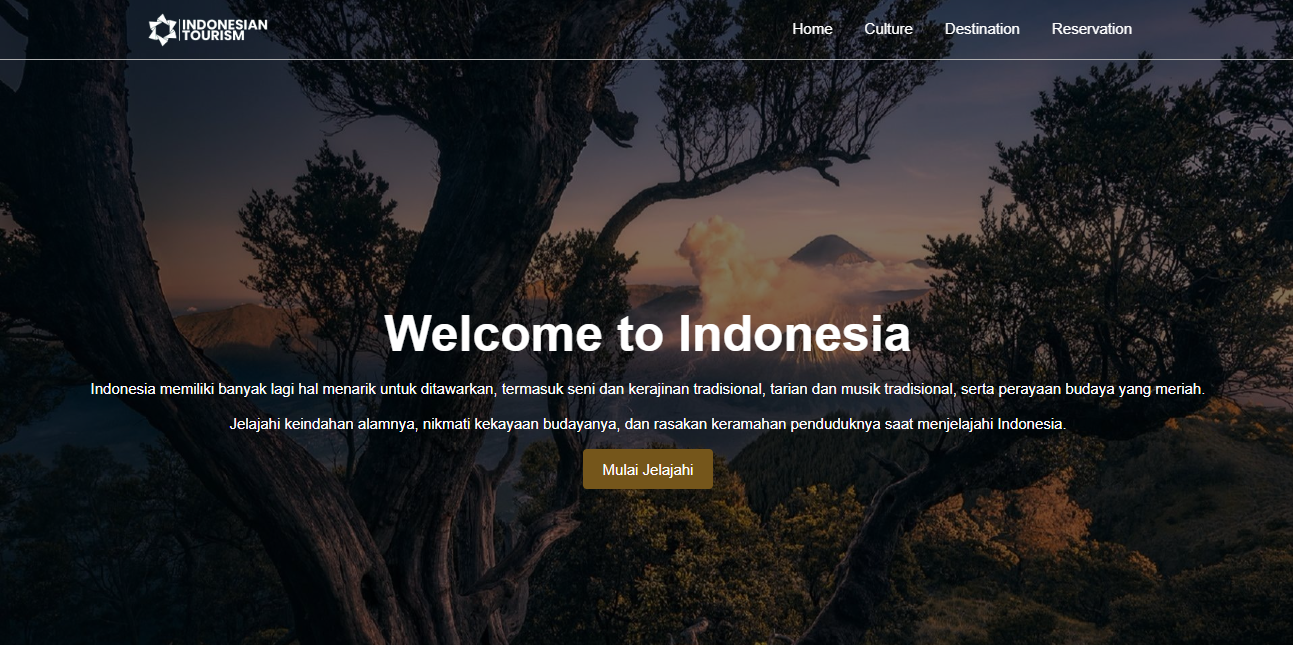 INDONESIAN
TOURISM
Home Culture Destination Reservation
Welcome to Indonesia
Indonesia memiliki banyak lagi hal menarik untuk ditawarkan, termasuk seni dan kerajinan tradisional, tarian dan musik tradisional, serta perayaan budaya yang meriah.
Jelajahi keindahan alamnya, nikmati kekayaan budayanya, dan rasakan keramahan penduduknya saat menjelajahi Indonesia.
Mulai Jelajahi